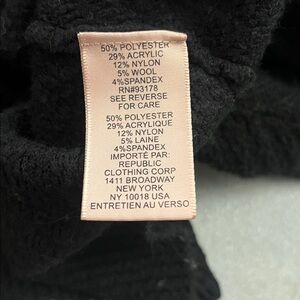 50% POLYESTER
29% ACRYLIC
12% NYLON
5% WOOL
4%SPANDEX
RN#93178
SEE REVERSE
FOR CARE
50% POLYESTER
29% ACRYLIQUE
12% NYLON
5% LAINE
4%SPANDEX
IMPORTÉ PAR:
REPUBLIC
CLOTHING CORP
1411 BROADWAY
NEW YORK
NY 10018 USA
ENTRETIEN AU VERSO